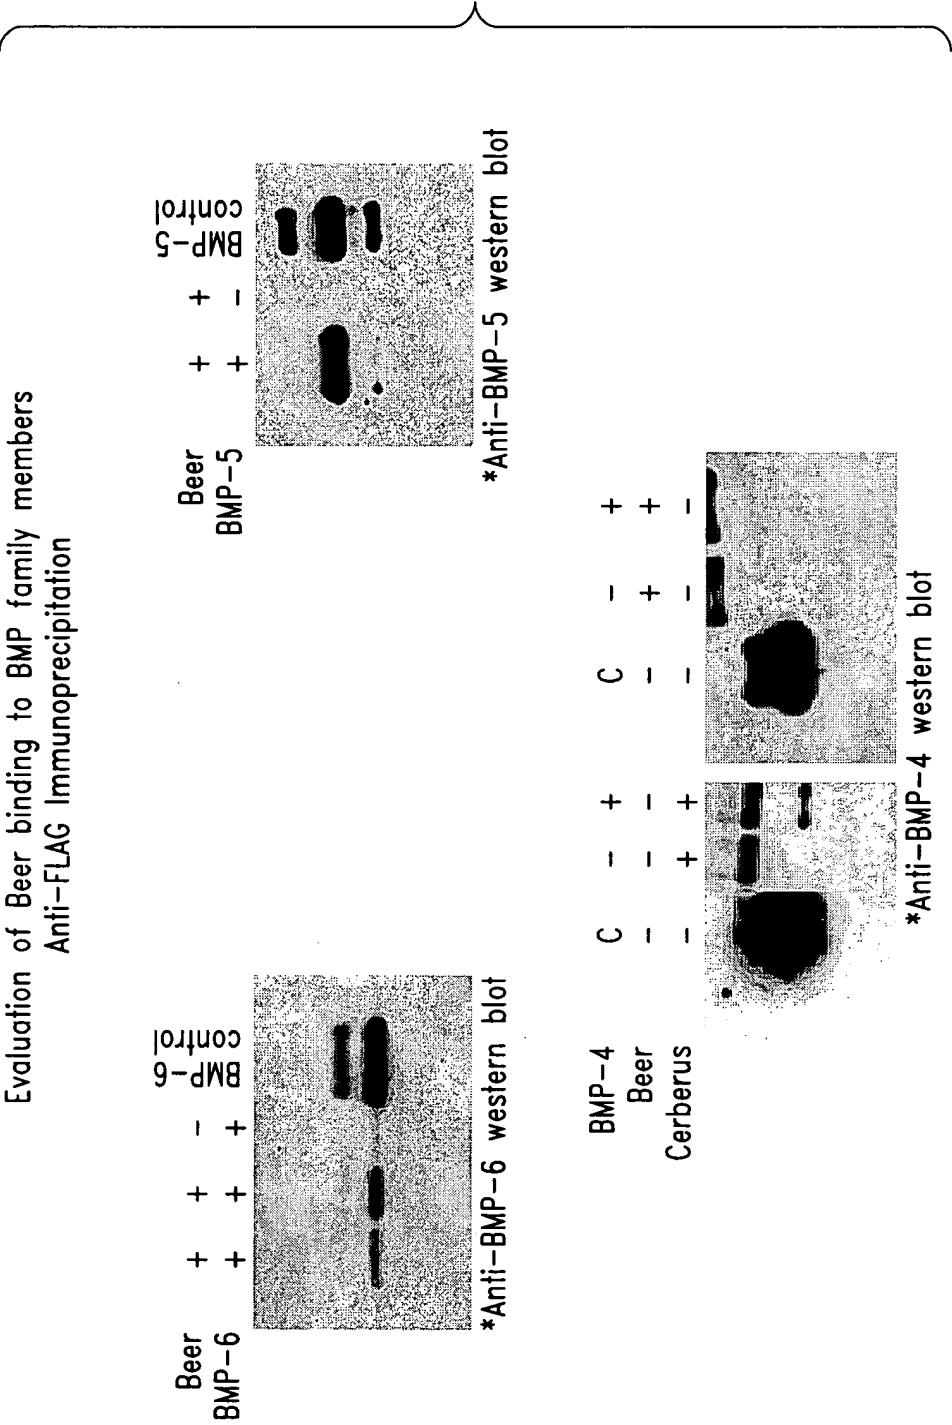 Evaluation of Beer binding to BMP family members
Anti-FLAG Immunoprecipitation
Beer + + -
BMP-6 + + +
BMP-6
control
*Anti-BMP-6 western blot
Beer + +
BMP-5 + -
BMP-5
control
*Anti-BMP-5 western blot
BMP-4 C - + C - +
Beer - - - - + +
Cerberus - + + - - -
*Anti-BMP-4 western blot